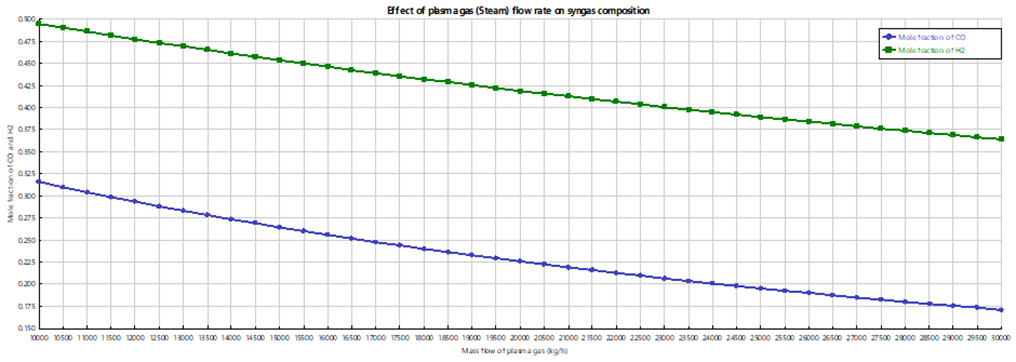 Effect of plasma gas (Steam) flow rate on syngas composition
Mole fraction of CO
Mole fraction of H2
Mole fraction of CO and H2
0.500
0.475
0.450
0.425
0.400
0.375
0.350
0.325
0.300
0.275
0.250
0.225
0.200
0.175
0.150
10000 10500 11000 11500 12000 12500 13000 13500 14000 14500 15000 15500 16000 16500 17000 17500 18000 18500 19000 19500 20000 20500 21000 21500 22000 22500 23000 23500 24000 24500 25000 25500 26000 26500 27000 27500 28000 28500 29000 29500 30000
Mass flow of plasma gas (kg/h)